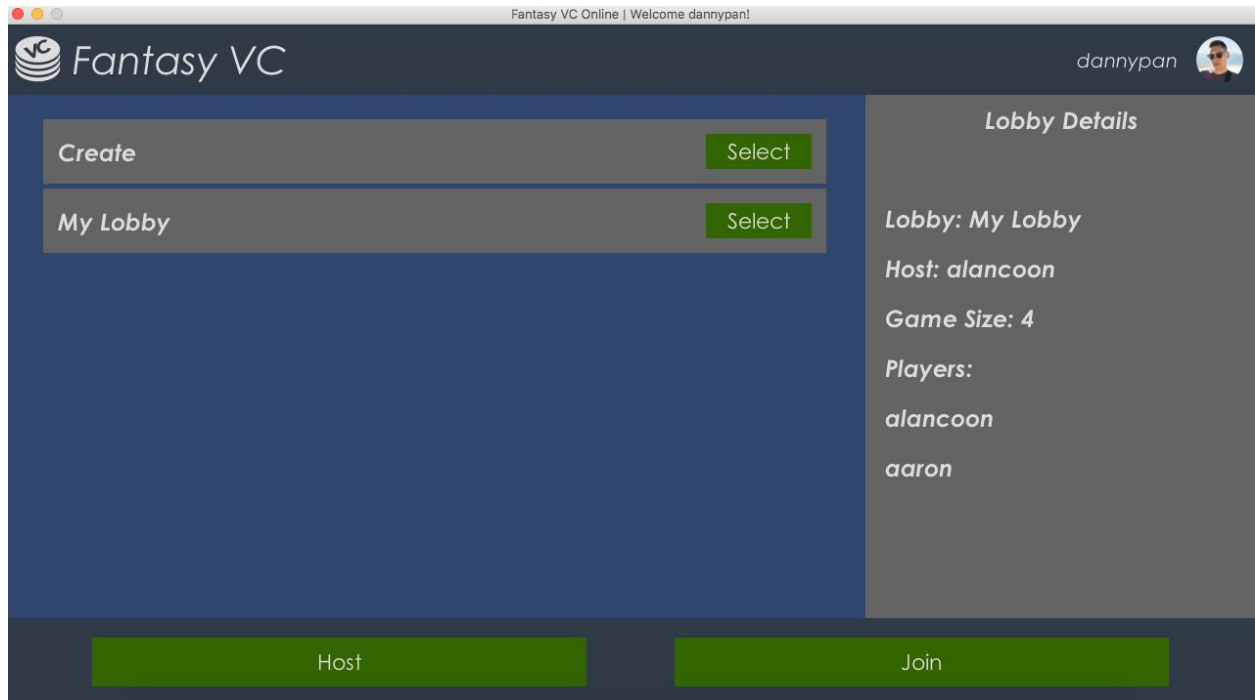 Fantasy VC Online | Welcome dannypan!
VC Fantasy VC
dannypan
Create
Select
My Lobby
Select
Lobby Details
Lobby: My Lobby
Host: alancoon
Game Size: 4
Players:
alancoon
aaron
Host
Join